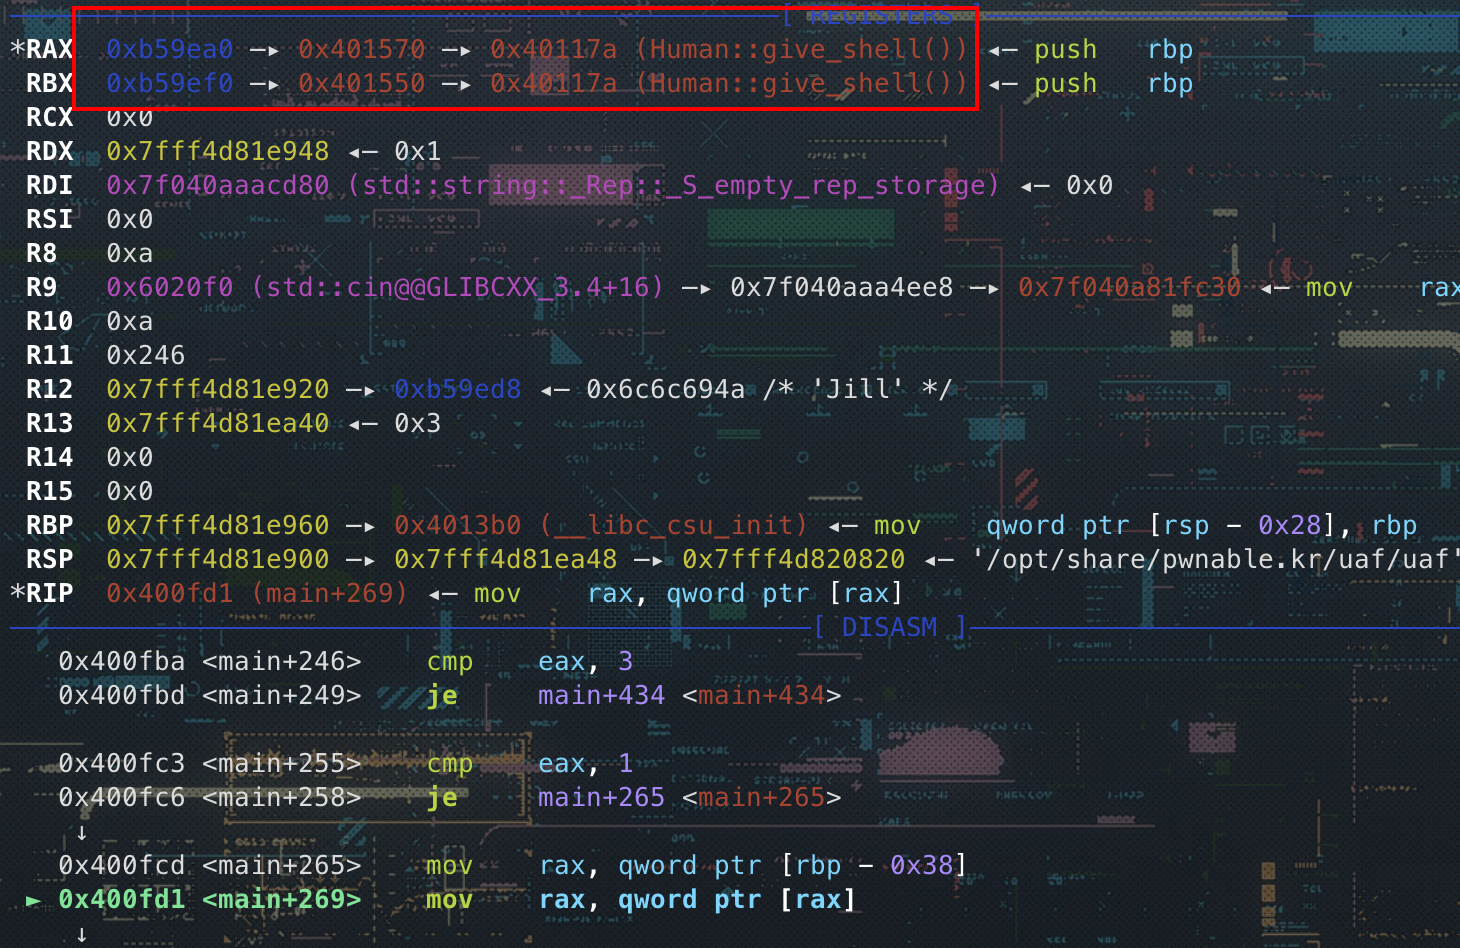 [ REGISTERS
*RAX  0xb59ea0 —▸ 0x401570 —▸ 0x40117a (Human::give_shell()) ◂— push   rbp
RBX  0xb59ef0 —▸ 0x401550 —▸ 0x40117a (Human::give_shell()) ◂— push   rbp
RCX  0x0
RDX  0x7fff4d81e948 ◂— 0x1
RDI  0x7f040aaacd80 (std::string::_Rep::_S_empty_rep_storage) ◂— 0x0
RSI  0x0
R8   0xa
R9   0x6020f0 (std::cin@@GLIBCXX_3.4+16) —▸ 0x7f040aaa4ee8 —▸ 0x7f040a81fc30 ◂— mov    rax
R10  0xa
R11  0x246
R12  0x7fff4d81e920 —▸ 0xb59ed8 ◂— 0x6c6c694a /* 'Jill' */
R13  0x7fff4d81ea40 ◂— 0x3
R14  0x0
R15  0x0
RBP  0x7fff4d81e960 —▸ 0x4013b0 (__libc_csu_init) ◂— mov    qword ptr [rsp - 0x28], rbp
RSP  0x7fff4d81e900 —▸ 0x7fff4d81ea48 —▸ 0x7fff4d820820 ◂— '/opt/share/pwnable.kr/uaf/uaf'
*RIP  0x400fd1 (main+269) ◂— mov    rax, qword ptr [rax]
[ DISASM ]
0x400fba <main+246>    cmp    eax, 3
0x400fbd <main+249>    je     main+434 <main+434>
0x400fc3 <main+255>    cmp    eax, 1
0x400fc6 <main+258>    je     main+265 <main+265>
↓
0x400fcd <main+265>    mov    rax, qword ptr [rbp - 0x38]
► 0x400fd1 <main+269>    mov    rax, qword ptr [rax]
↓